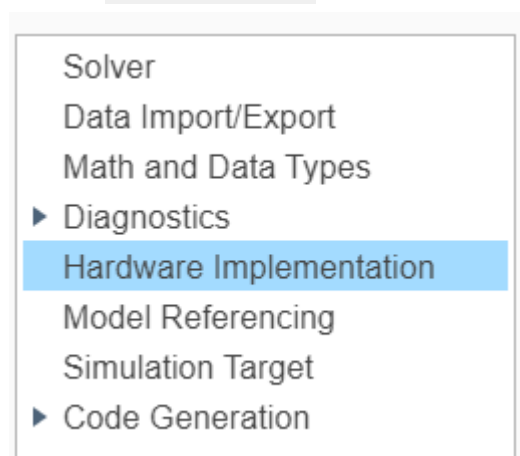 Solver
Data Import/Export
Math and Data Types
Diagnostics
Hardware Implementation
Model Referencing
Simulation Target
Code Generation